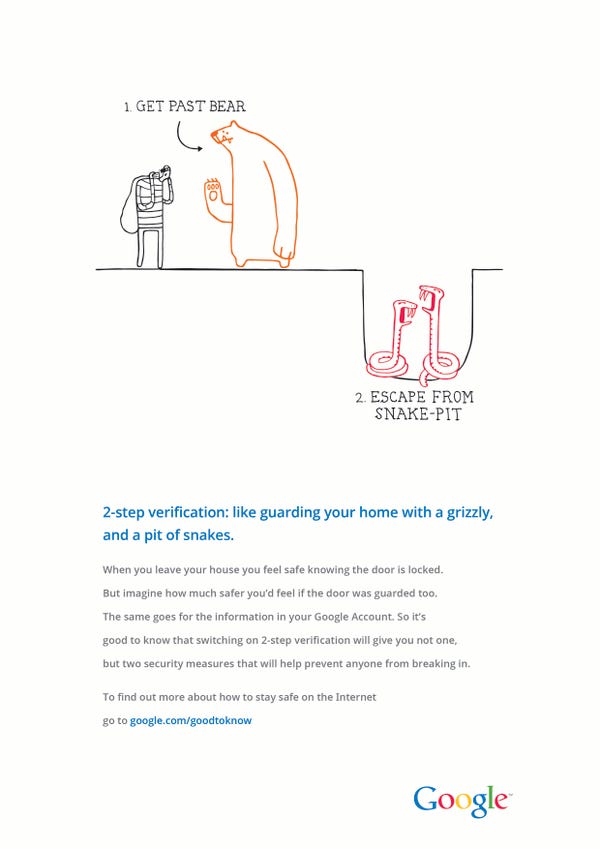 1. GET PAST BEAR
2. ESCAPE FROM
SNAKE-PIT
2-step verification: like guarding your home with a grizzly,
and a pit of snakes.
When you leave your house you feel safe knowing the door is locked.
But imagine how much safer you'd feel if the door was guarded too.
The same goes for the information in your Google Account. So it's
good to know that switching on 2-step verification will give you not one,
but two security measures that will help prevent anyone from breaking in.
To find out more about how to stay safe on the Internet
go to google.com/goodtoknow
Google™